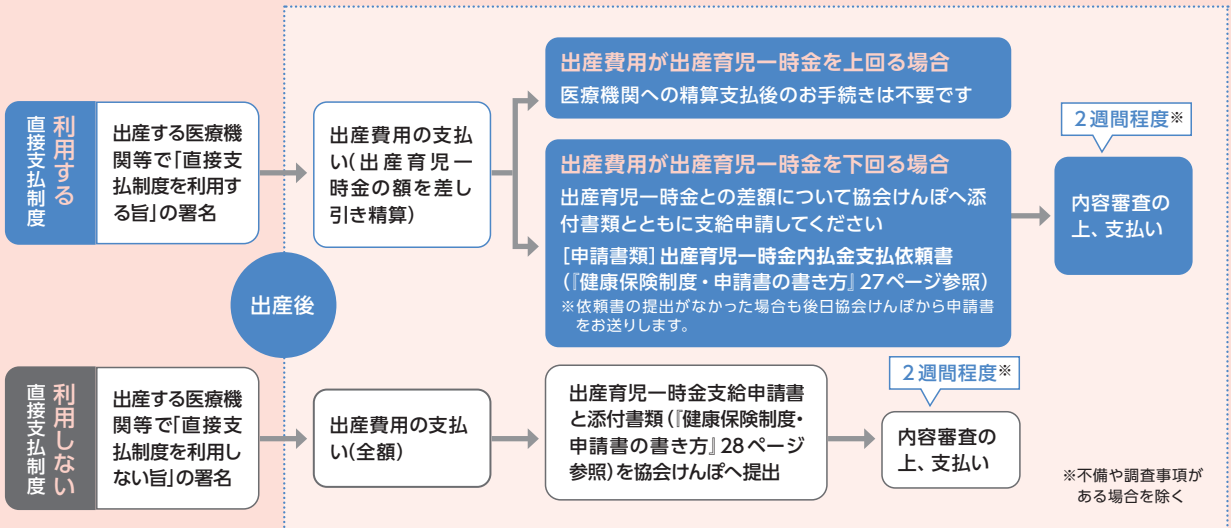 直接支払制度
利用する
出産する医療機
関等で「直接支
払制度を利用す
る旨」の署名
出産費用の支払
い(出産育児一
時金の額を差し
引き精算)
出産費用が出産育児一時金を上回る場合
医療機関への精算支払後のお手続きは不要です
出産費用が出産育児一時金を下回る場合
出産育児一時金との差額について協会けんぽへ添
付書類とともに支給申請してください
[申請書類]出産育児一時金内払金支払依頼書
(『健康保険制度・申請書の書き方』27ページ参照)
※依頼書の提出がなかった場合も後日協会けんぽから申請書
をお送りします。
2週間程度※
内容審査の
上、支払い
出産後
直接支払制度
利用しない
出産する医療機
関等で「直接支
払制度を利用し
ない旨」の署名
出産費用の支払
い(全額)
出産育児一時金支給申請書
と添付書類(『健康保険制度・
申請書の書き方』28ページ
参照)を協会けんぽへ提出
2週間程度※
内容審査の
上、支払い
※不備や調査事項が
ある場合を除く